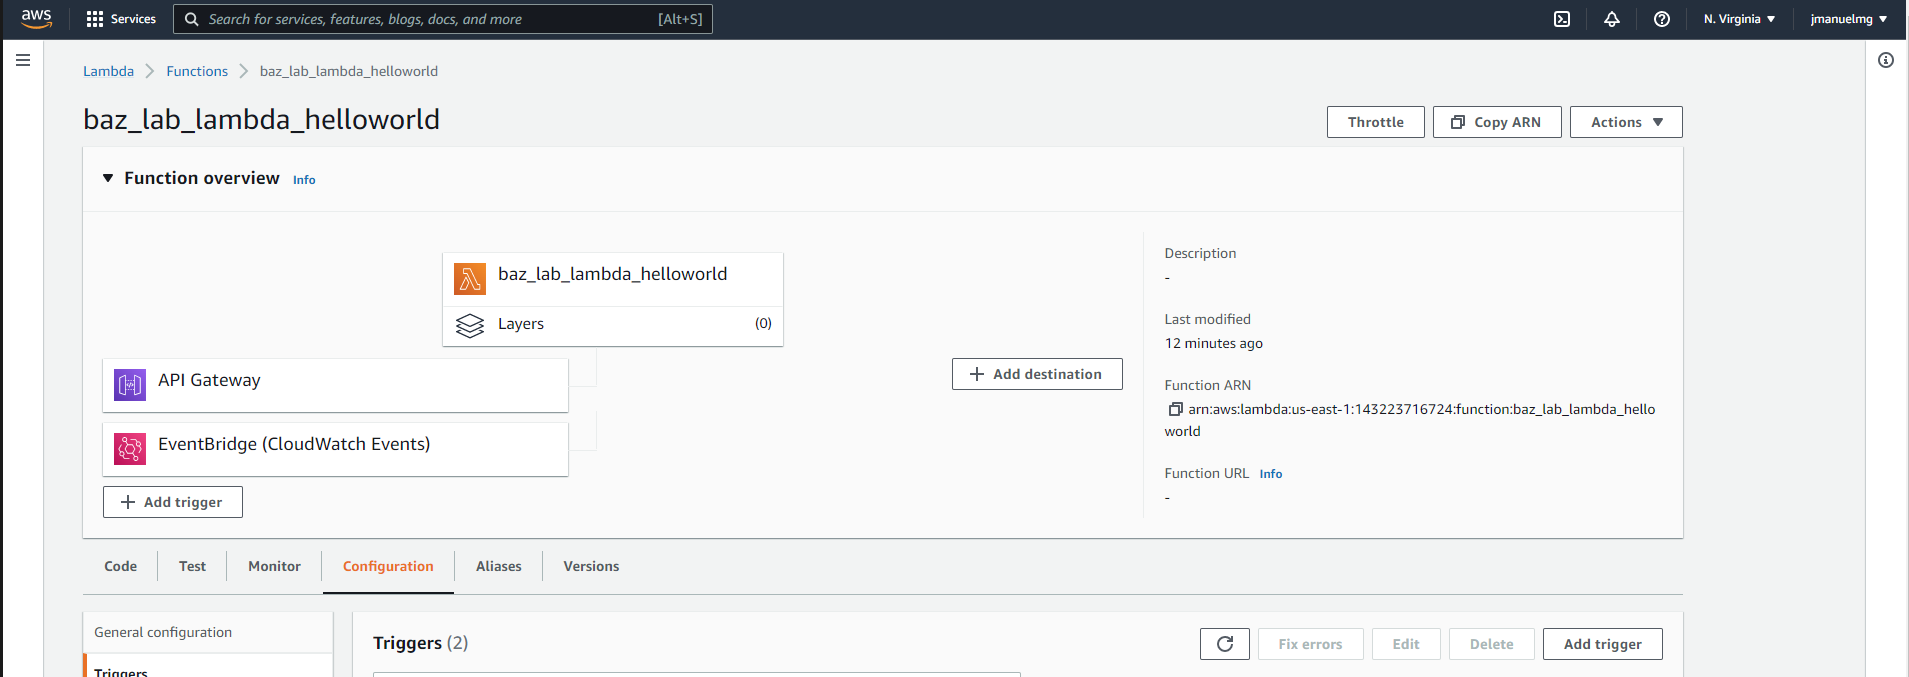 aws
Services
Search for services, features, blogs, docs, and more
[Alt+S]
N. Virginia
jmanuelmg
Lambda
Functions
baz_lab_lambda_helloworld
baz_lab_lambda_helloworld
Throttle
Copy ARN
Actions
Function overview
Info
baz_lab_lambda_helloworld
Layers
(0)
API Gateway
EventBridge (CloudWatch Events)
+ Add trigger
+ Add destination
Description
-
Last modified
12 minutes ago
Function ARN
arn:aws:lambda:us-east-1:143223716724:function:baz_lab_lambda_hello
world
Function URL
Info
-
Code
Test
Monitor
Configuration
Aliases
Versions
General configuration
Triggers
Triggers (2)
Fix errors
Edit
Delete
Add trigger